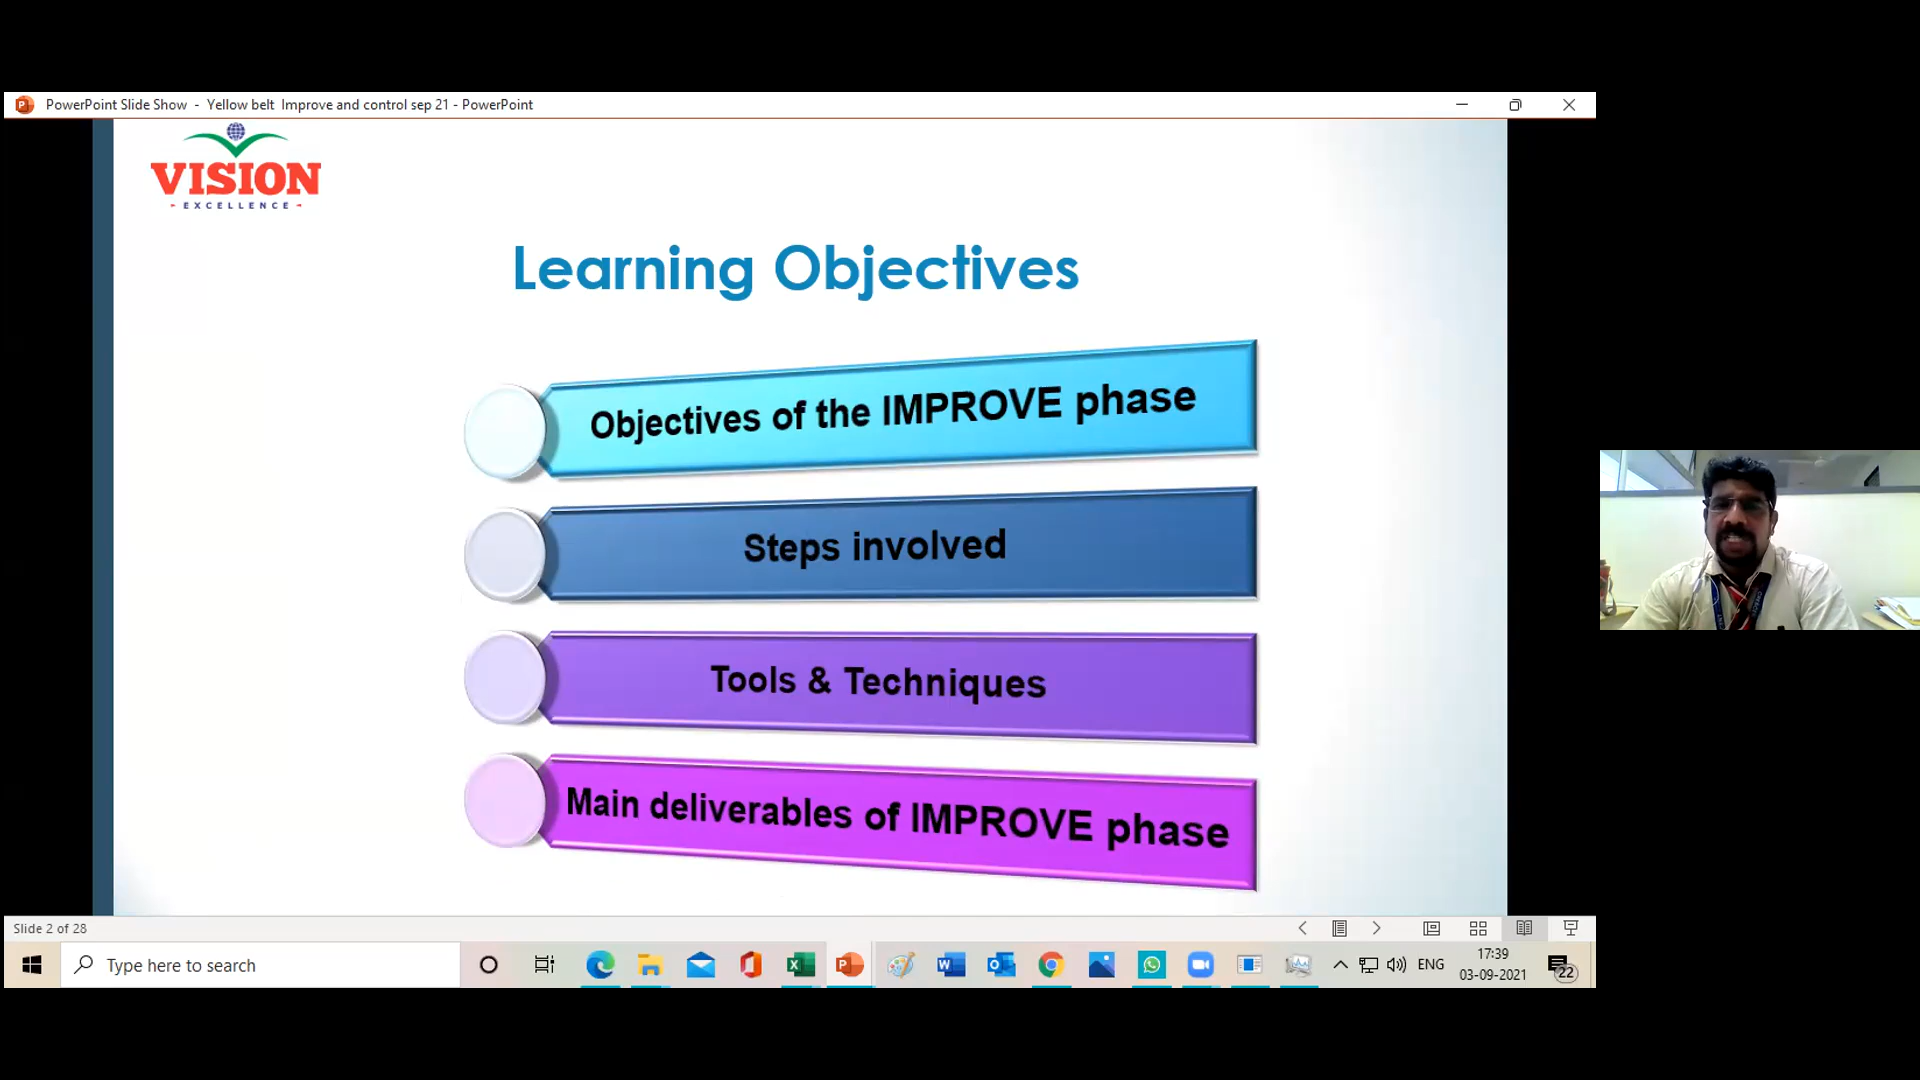 PowerPoint Slide Show - Yellow belt Improve and control sep 21 - PowerPoint
VISION
EXCELLENCE
Learning Objectives
Objectives of the IMPROVE phase
Steps involved
Tools & Techniques
Main deliverables of IMPROVE phase
Slide 2 of 28
Type here to search
ENG
17:39
03-09-2021
22